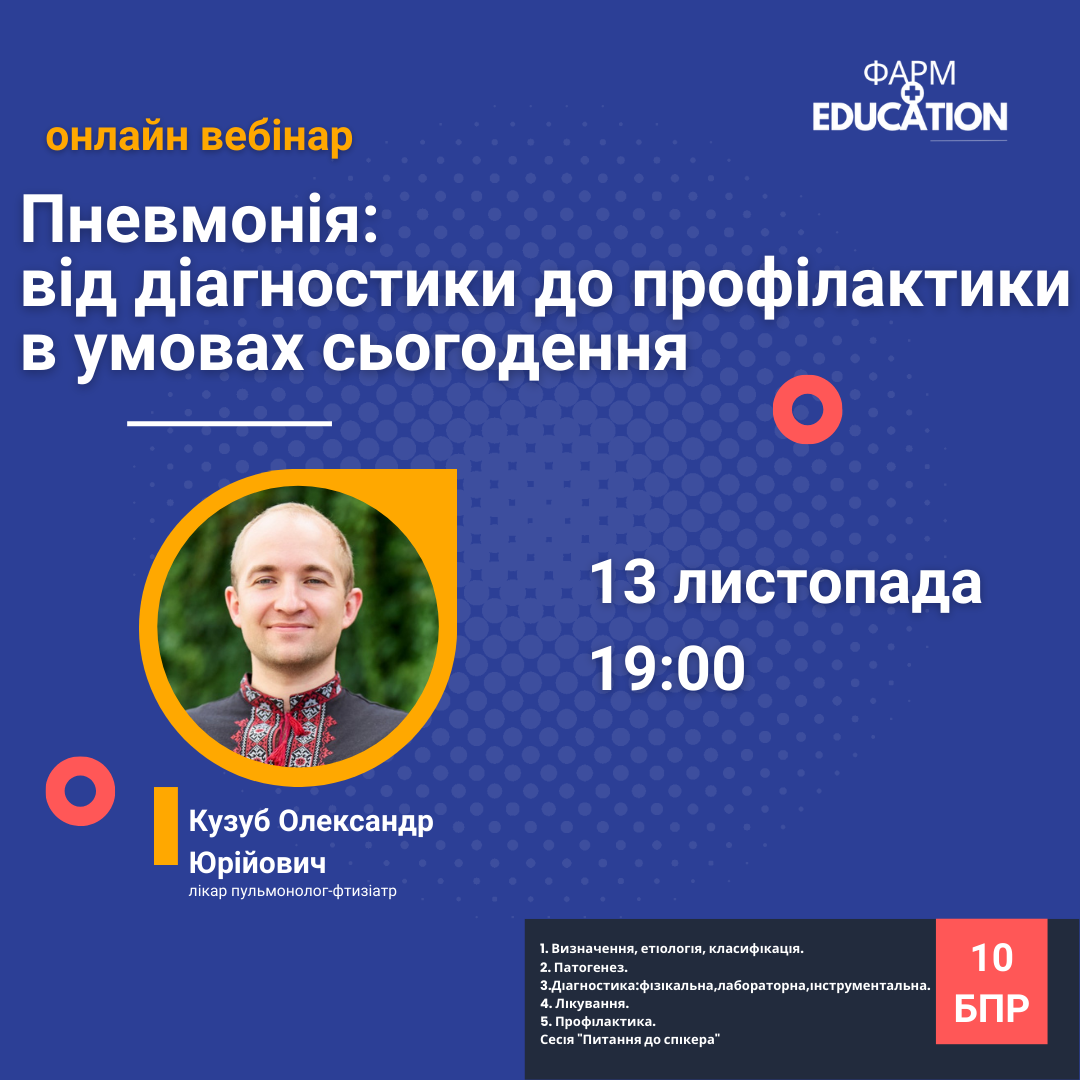 ФАРМ
EDUCATION
онлайн вебінар
Пневмонія:
від діагностики до профілактики
в умовах сьогодення
13 листопада
19:00
Кузуб Олександр
Юрійович
лікар пульмонолог-фтизіатр
1. Визначення, етіологія, класифікація.
2. Патогенез.
3.Діагностика:фізікальна,лабораторна,інструментальна.
4. Лікування.
5. Профілактика.
Сесія "Питання до спікера"
10
БПР